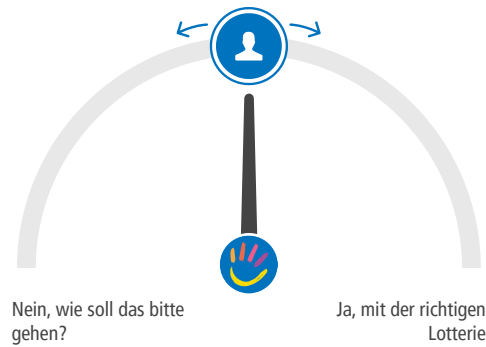 Nein, wie soll das bitte
gehen?
Ja, mit der richtigen
Lotterie